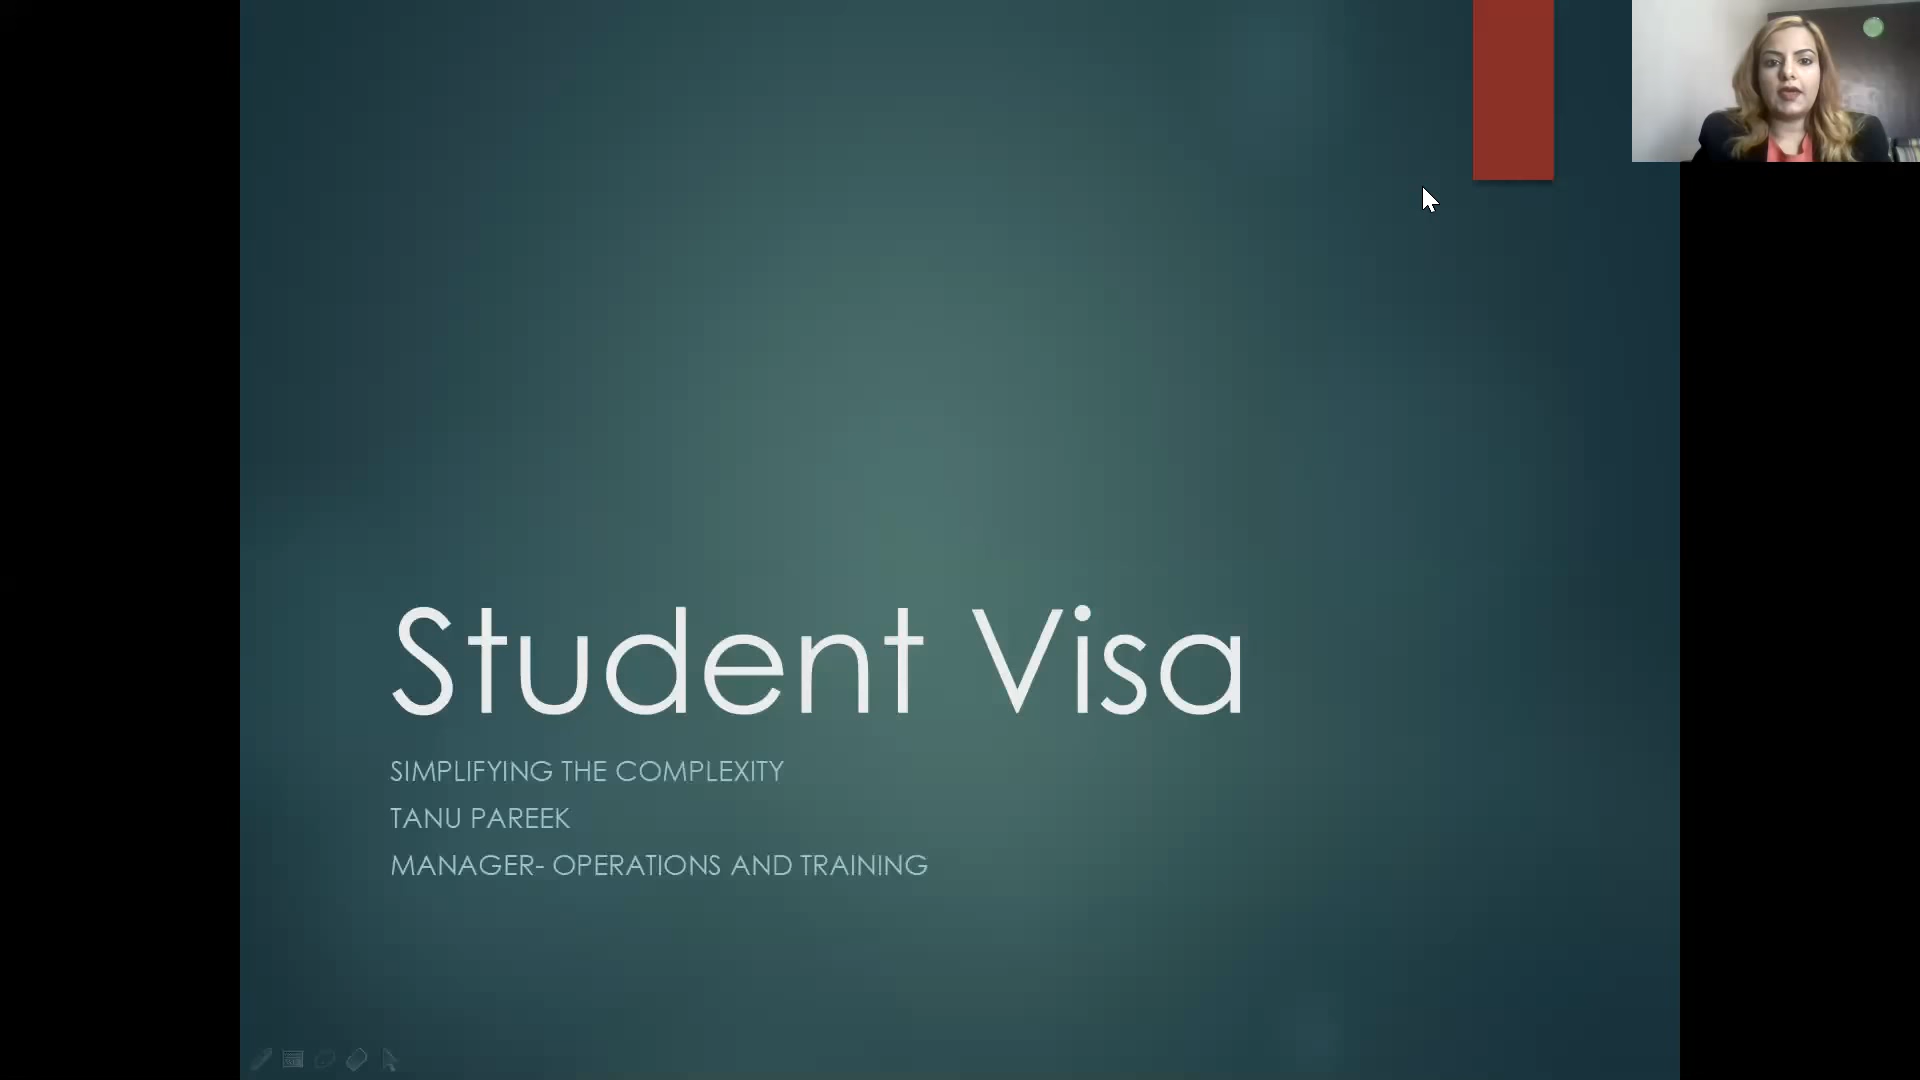 Student Visa
SIMPLIFYING THE COMPLEXITY
TANU PAREEK
MANAGER- OPERATIONS AND TRAINING